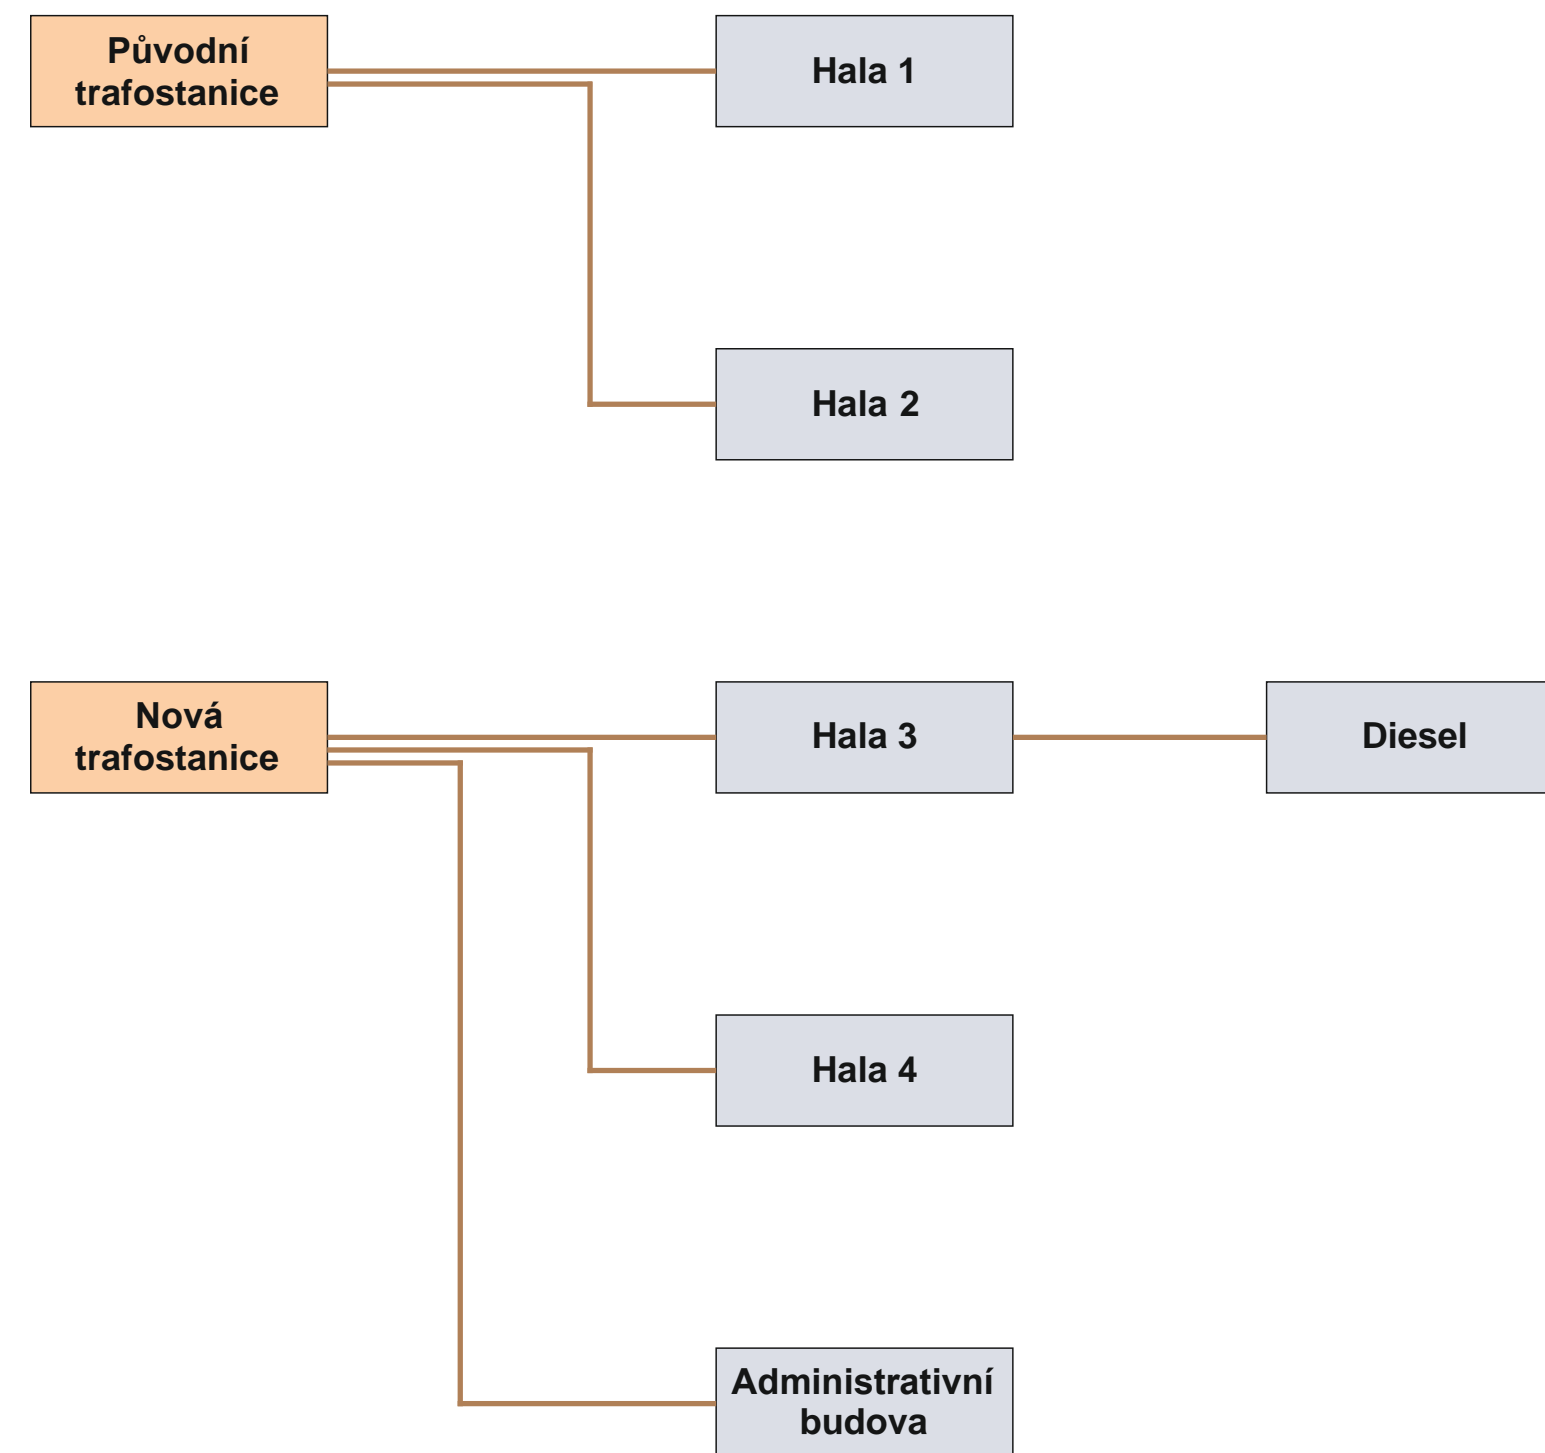 Původní
trafostanice
Hala 1
Hala 2
Nová
trafostanice
Hala 3
Diesel
Hala 4
Administrativní
budova